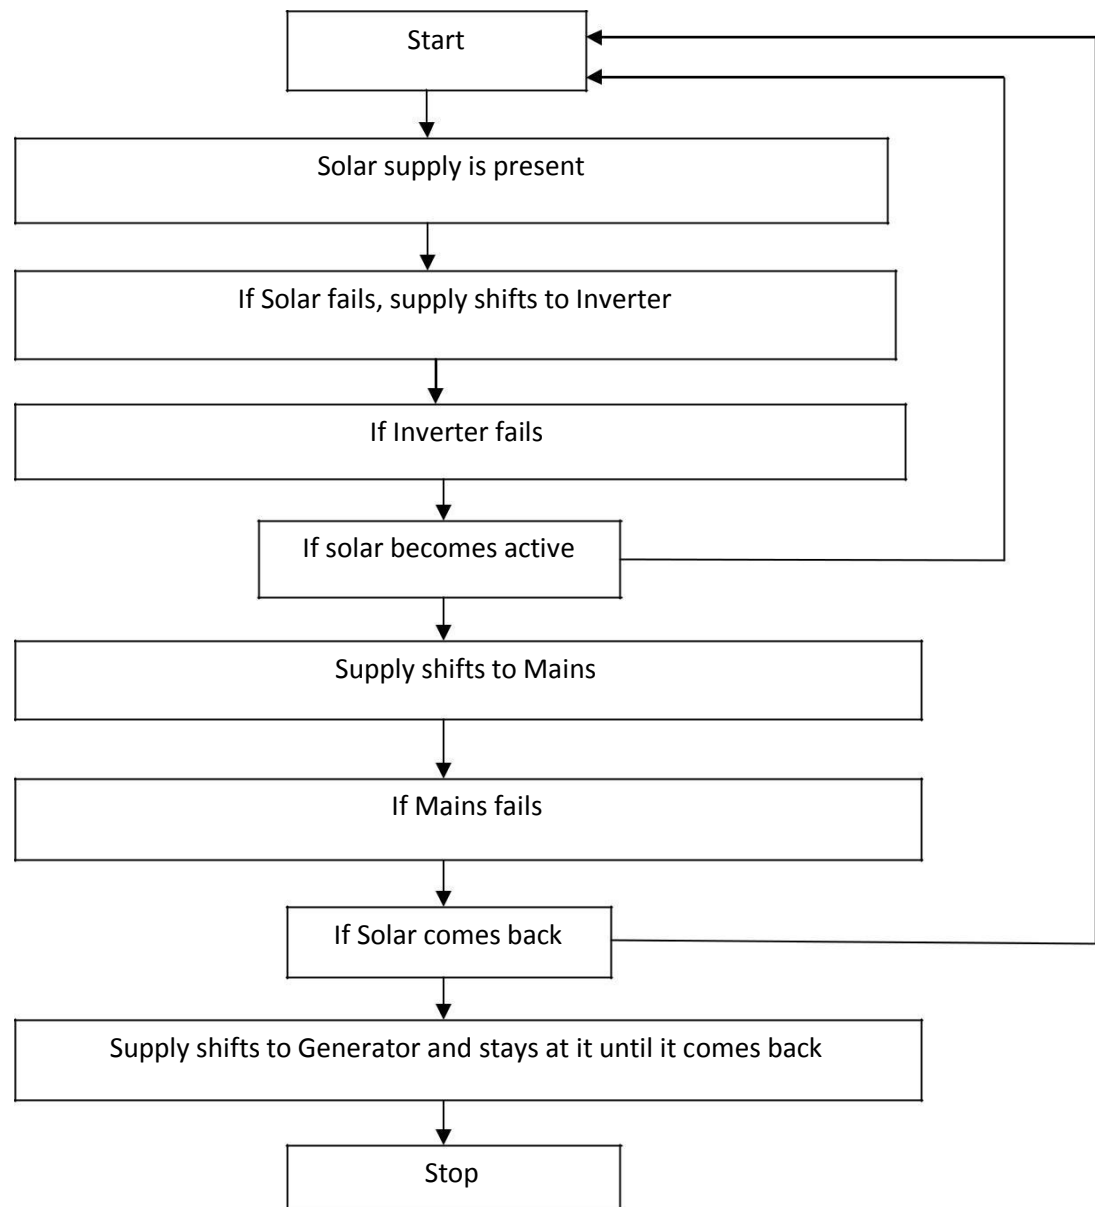 Start
Solar supply is present
If Solar fails, supply shifts to Inverter
If Inverter fails
If solar becomes active
Supply shifts to Mains
If Mains fails
If Solar comes back
Supply shifts to Generator and stays at it until it comes back
Stop